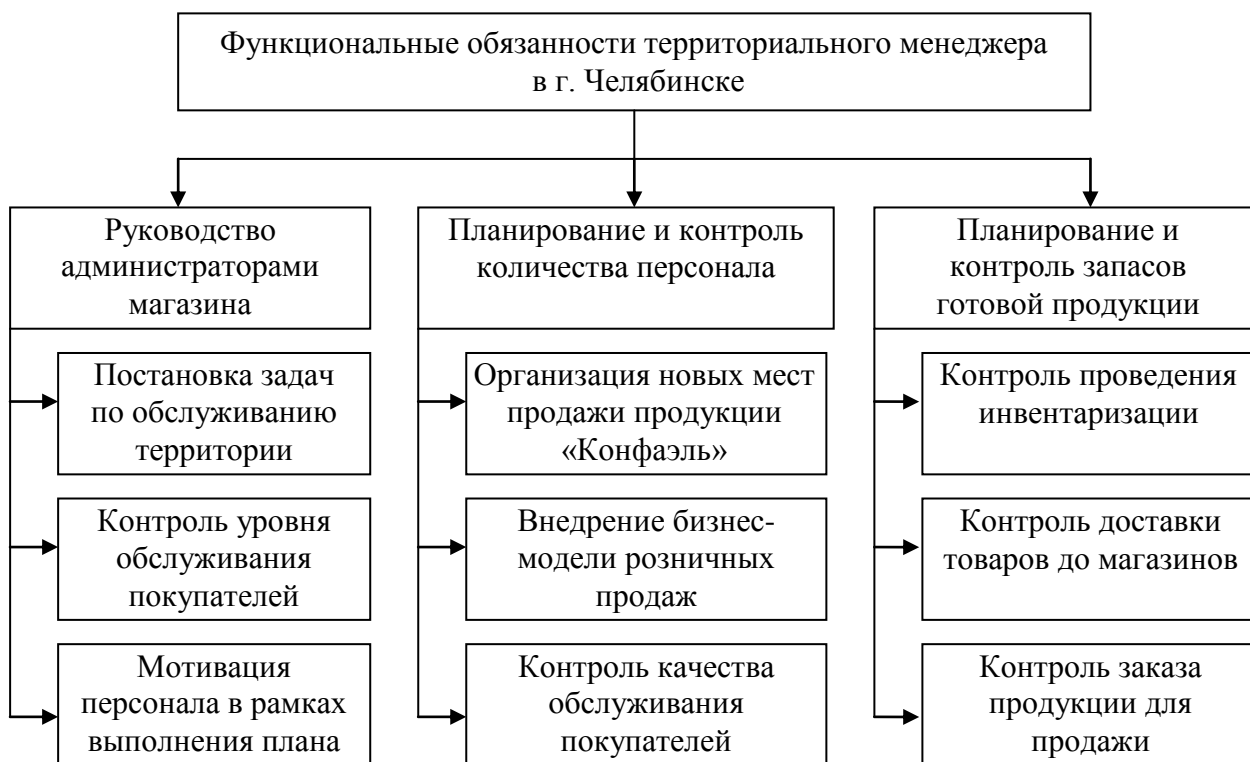 Функциональные обязанности территориального менеджера
в г. Челябинске
Руководство
администраторами
магазина
Постановка задач
по обслуживанию
территории
Контроль уровня
обслуживания
покупателей
Мотивация
персонала в рамках
выполнения плана
Планирование и контроль
количества персонала
Организация новых мест
продажи продукции
«Конфаэль»
Внедрение бизнес-
модели розничных
продаж
Контроль качества
обслуживания
покупателей
Планирование и
контроль запасов
готовой продукции
Контроль проведения
инвентаризации
Контроль доставки
товаров до магазинов
Контроль заказа
продукции для
продажи